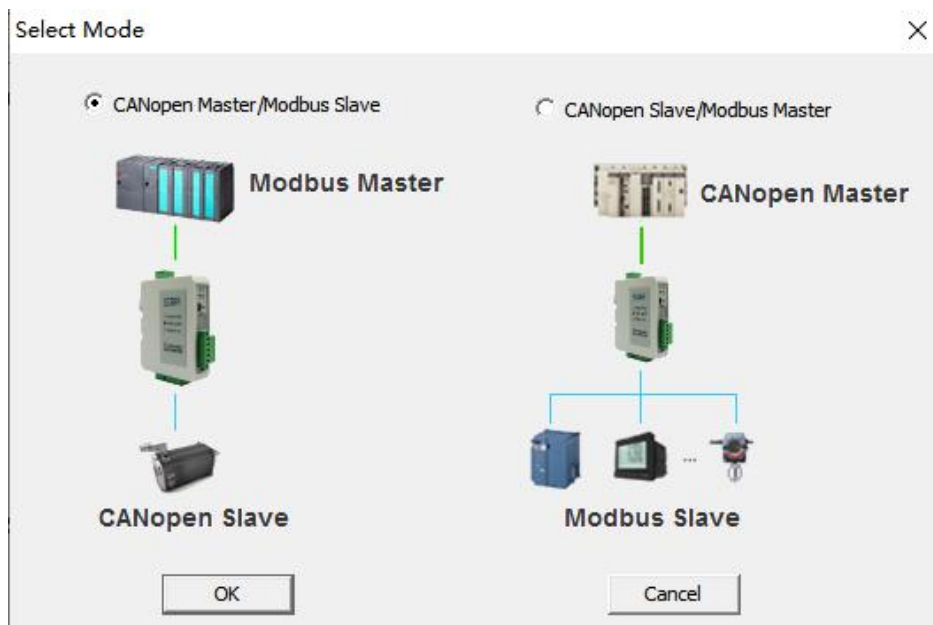 Select Mode
CANopen Master/Modbus Slave
CANopen Slave/Modbus Master
Modbus Master
CANopen Master
...
CANopen Slave
Modbus Slave
OK
Cancel